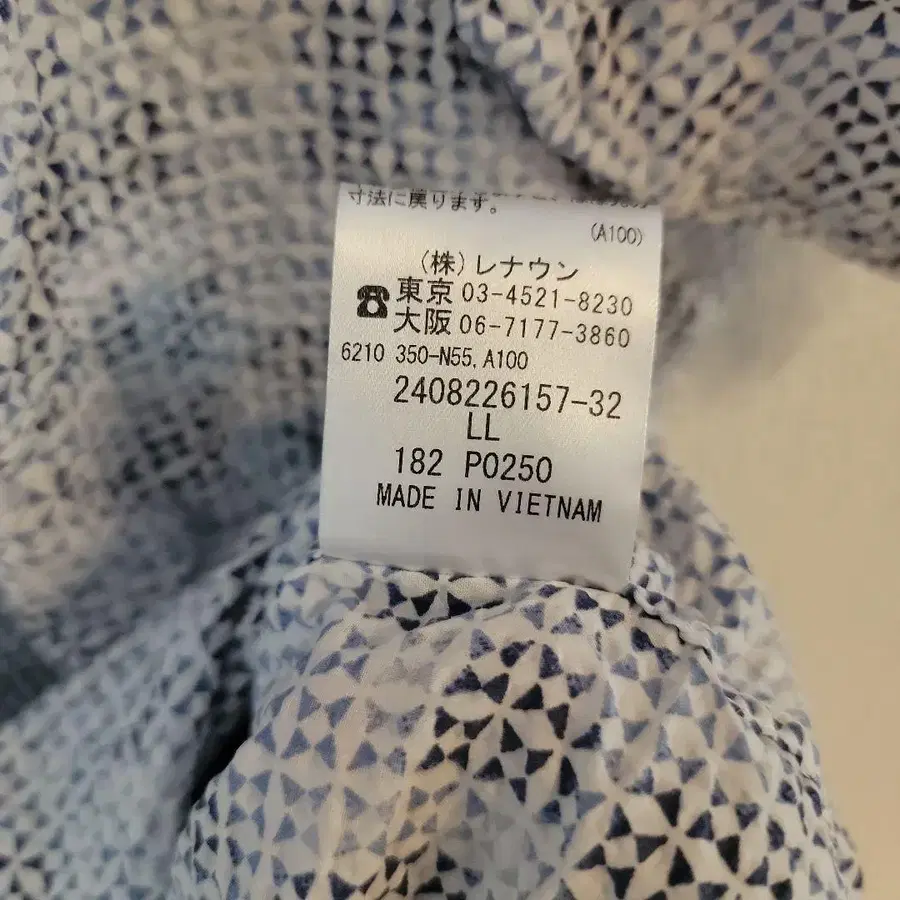 寸法に戻ります。
(A100)
(株)レナウン
☎東京 03-4521-8230
大阪 06-7177-3860
6210 350-N55,A100
2408226157-32
LL
182 P0250
MADE IN VIETNAM